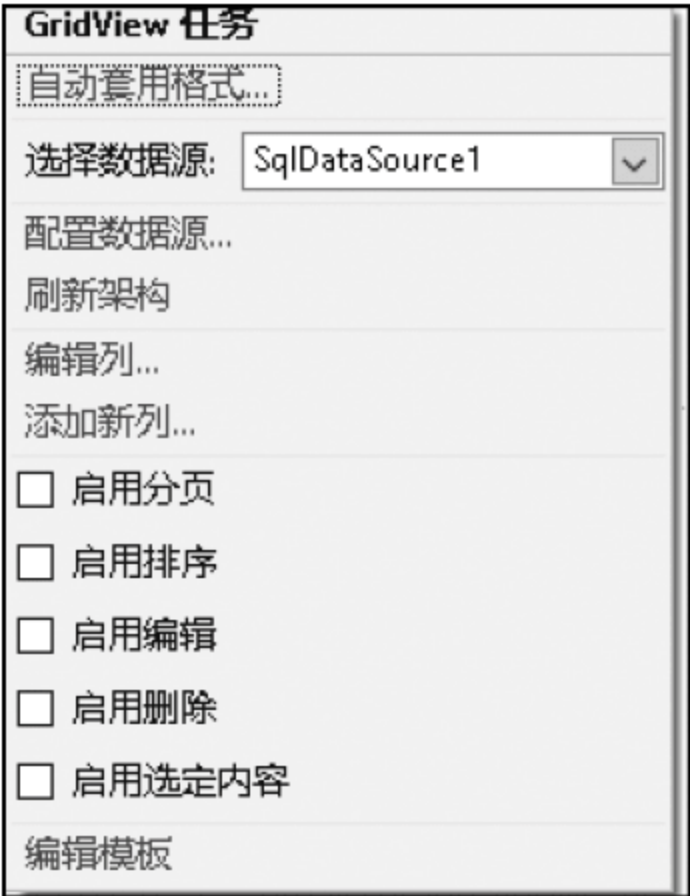 GridView 任务
自动套用格式...
选择数据源: SqlDataSource1
配置数据源...
刷新架构
编辑列...
添加新列...
启用分页
启用排序
启用编辑
启用删除
启用选定内容
编辑模板